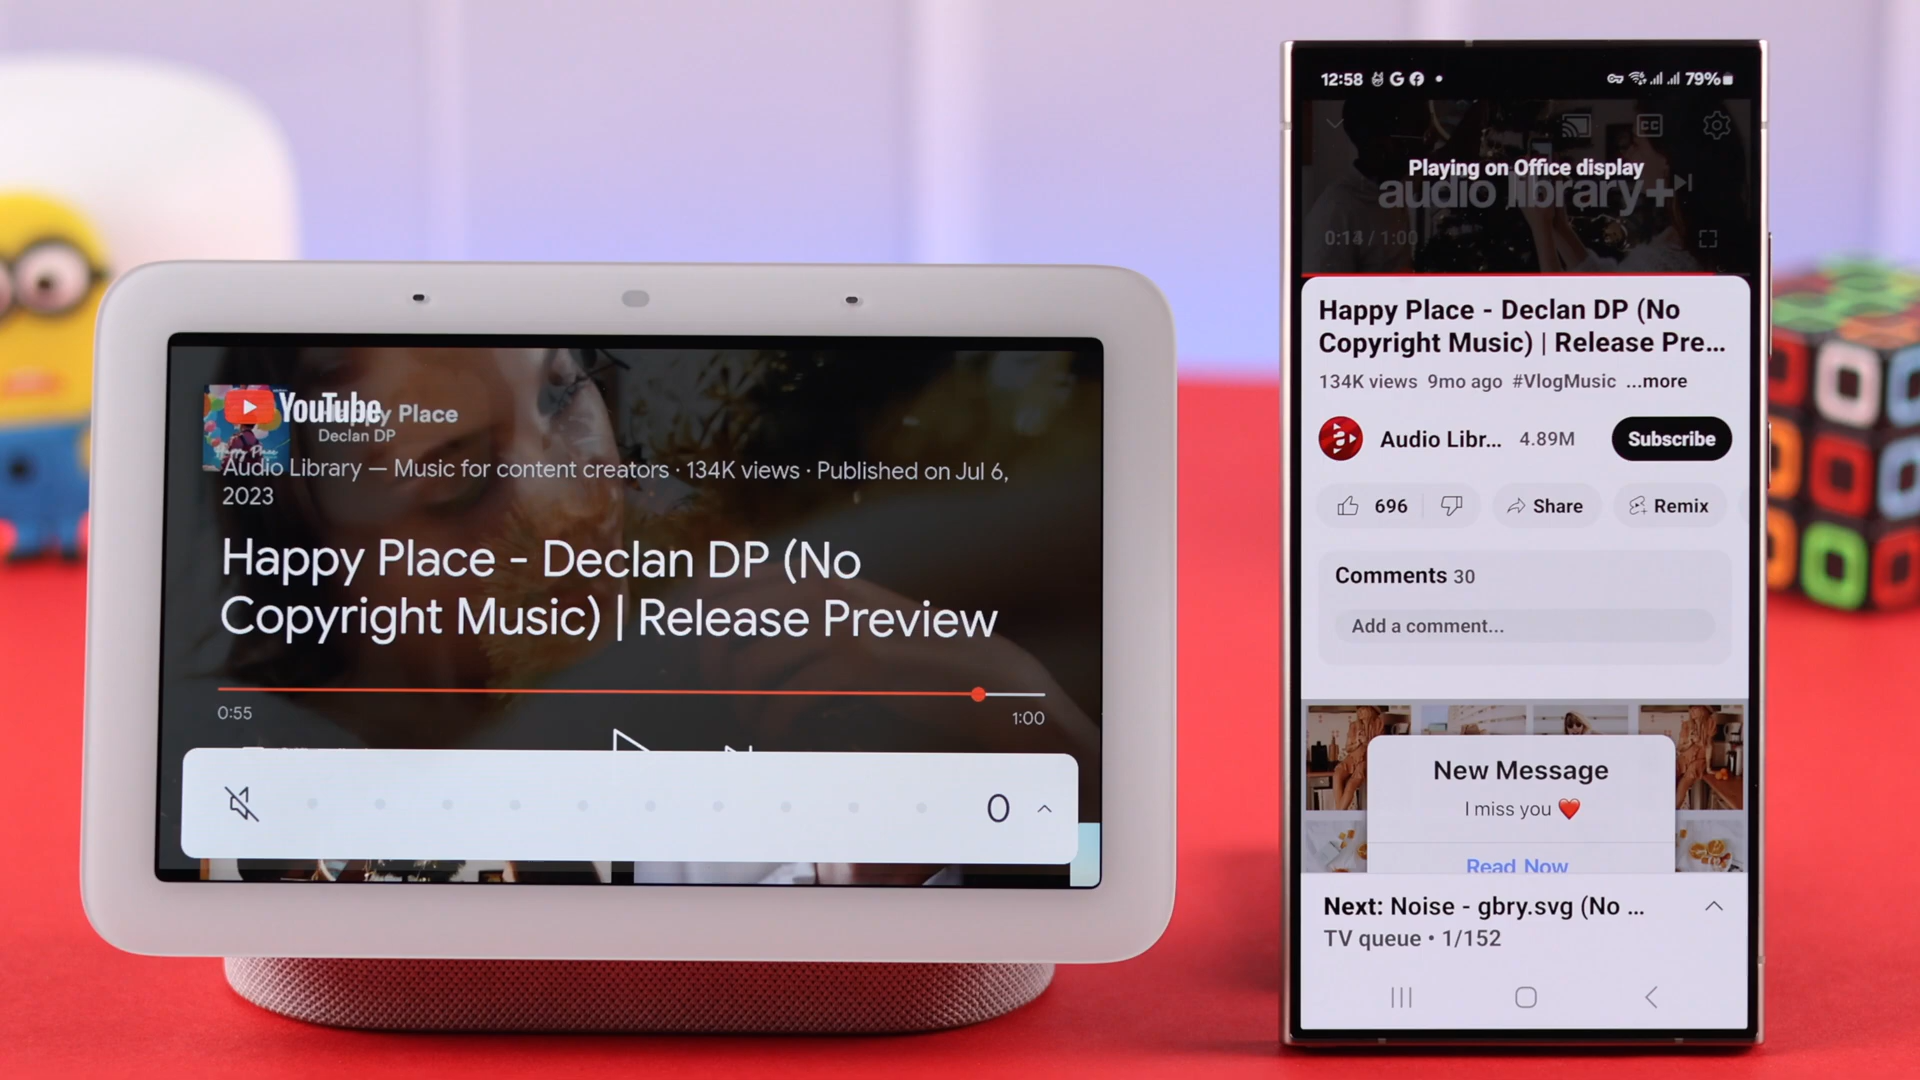 YouTube
Happy Place
Declan DP
Happy Place
Audio Library — Music for content creators · 134K views · Published on Jul 6,
2023
Happy Place - Declan DP (No
Copyright Music) | Release Preview
0:55
1:00
0
12:58
79%
CC
Playing on Office display
audio library+
0:14 / 1:00
Happy Place - Declan DP (No
Copyright Music) | Release Pre...
134K views 9mo ago #VlogMusic ...more
Audio Libr... 4.89M Subscribe
696 Share Remix
Comments 30
Add a comment...
New Message
I miss you ❤️
Read Now
Next: Noise - gbry.svg (No ...
TV queue • 1/152